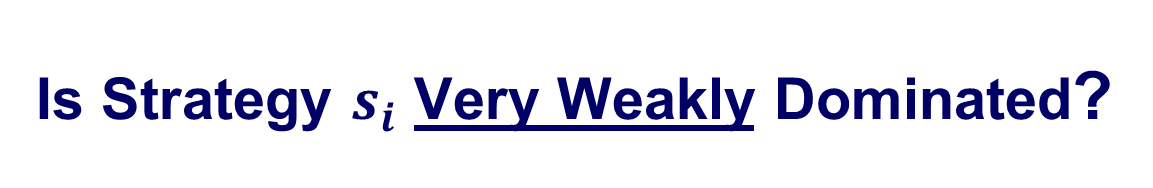 Is Strategy 𝒔ᵢ Very Weakly Dominated?